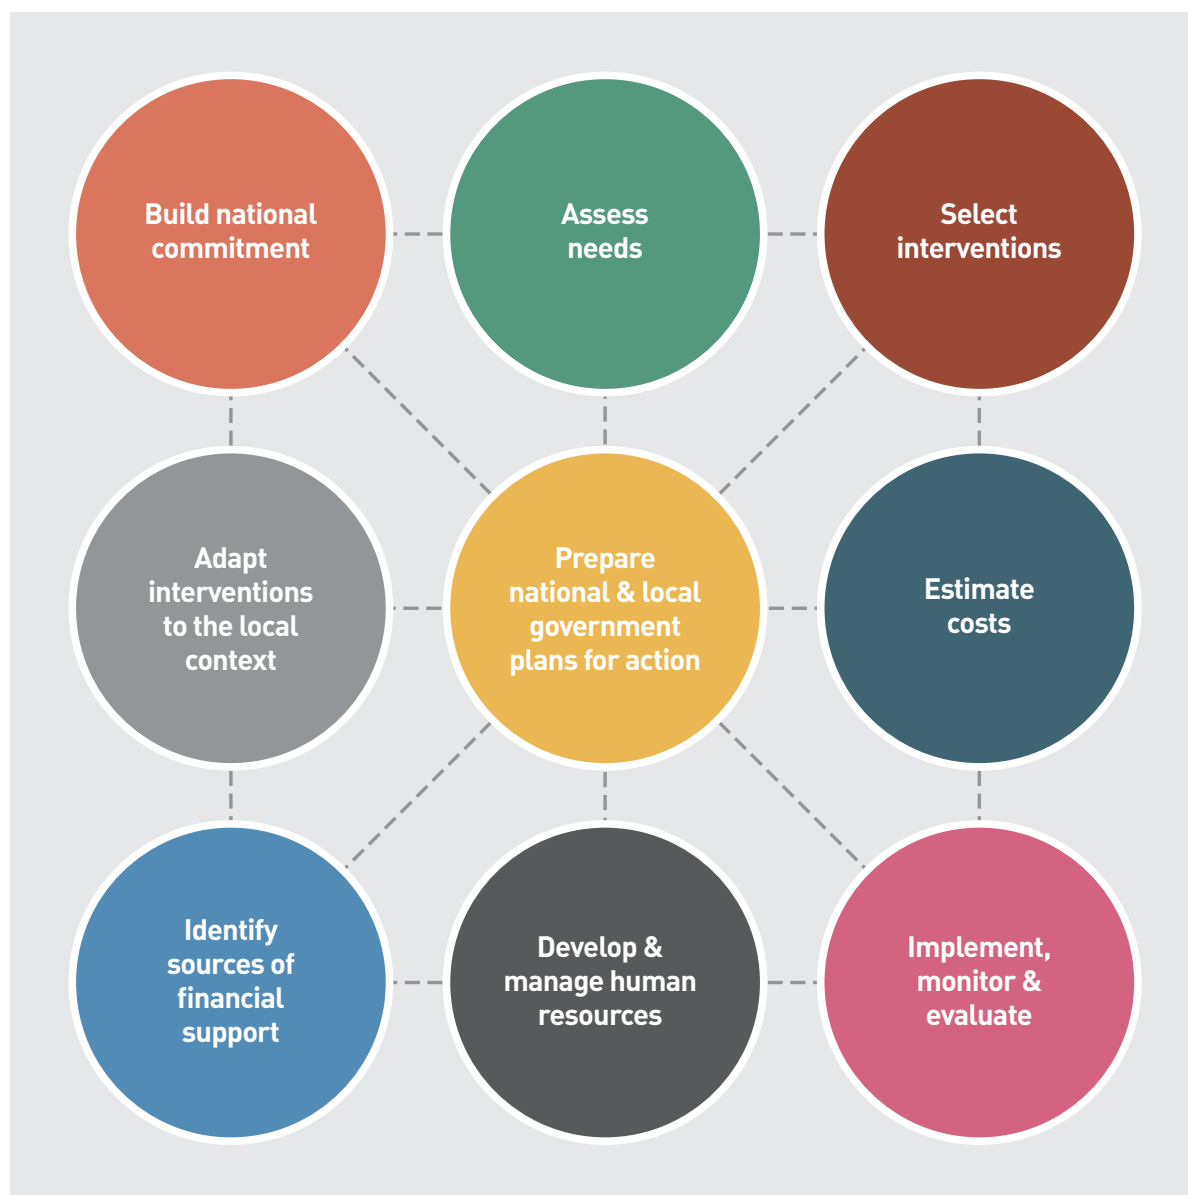 Build national
commitment
Assess
needs
Select
interventions
Adapt
interventions
to the local
context
Prepare
national & local
government
plans for action
Estimate
costs
Identify
sources of
financial
support
Develop &
manage human
resources
Implement,
monitor &
evaluate